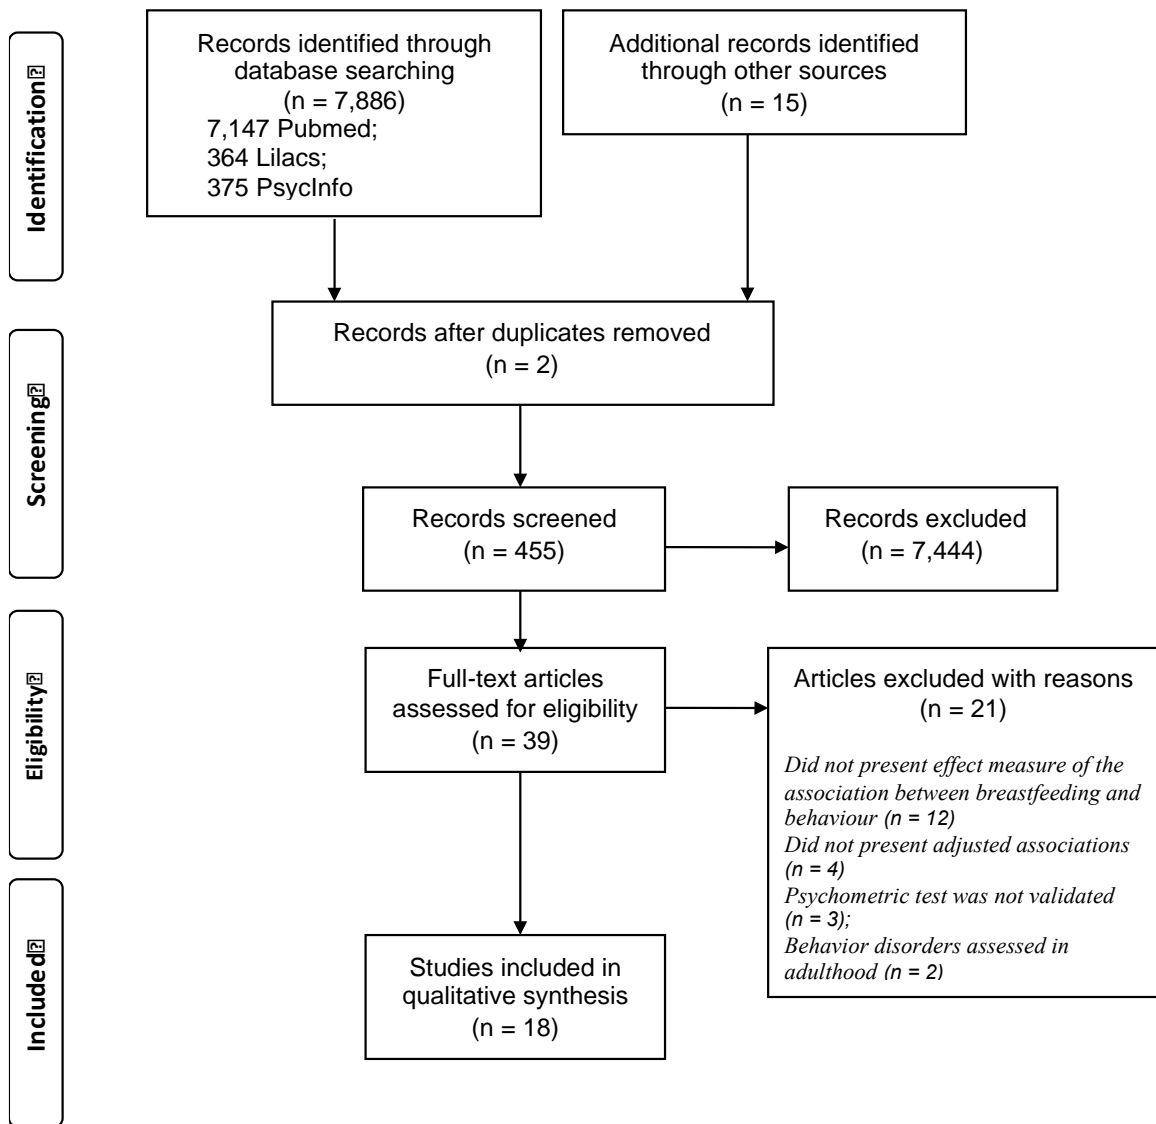 Identification
Records identified through
database searching
(n = 7,886)
7,147 Pubmed;
364 Lilacs;
375 PsycInfo
Additional records identified
through other sources
(n = 15)
Screening
Records after duplicates removed
(n = 2)
Records screened
(n = 455)
Records excluded
(n = 7,444)
Eligibility
Full-text articles
assessed for eligibility
(n = 39)
Articles excluded with reasons
(n = 21)
Did not present effect measure of the
association between breastfeeding and
behaviour (n = 12)
Did not present adjusted associations
(n = 4)
Psychometric test was not validated
(n = 3);
Behavior disorders assessed in
adulthood (n = 2)
Included
Studies included in
qualitative synthesis
(n = 18)